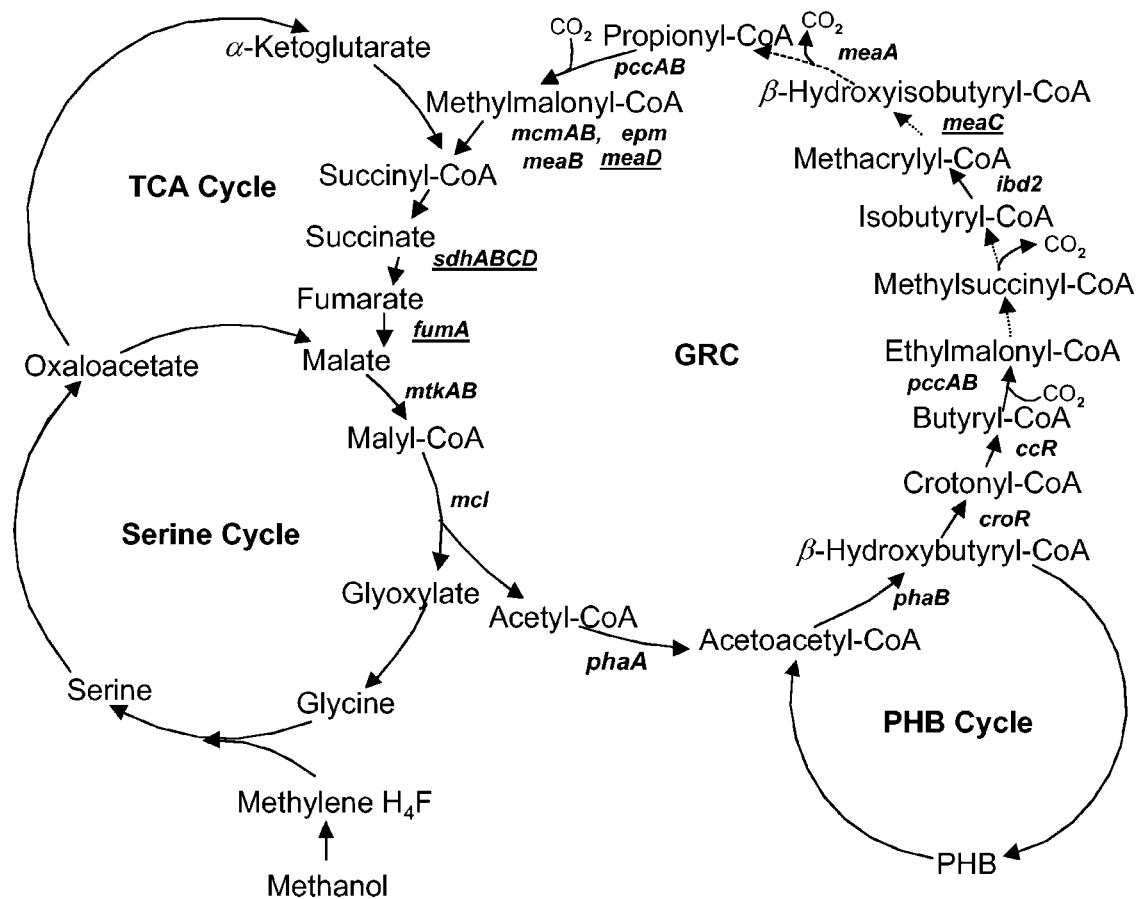 CO2
CO2
α-Ketoglutarate
Propionyl-CoA
meaA
pccAB
β-Hydroxyisobutyryl-CoA
Methylmalonyl-CoA
meaC
mcmAB, epm
meaB meaD
Methacrylyl-CoA
ibd2
TCA Cycle
Succinyl-CoA
Isobutyryl-CoA
CO2
Succinate
sdhABCD
Methylsuccinyl-CoA
Fumarate
fumA
Oxaloacetate
Malate
GRC
Ethylmalonyl-CoA
pccAB
mtkAB
CO2
Butyryl-CoA
Malyl-CoA
ccR
Crotonyl-CoA
mcl
croR
Serine Cycle
β-Hydroxybutyryl-CoA
Glyoxylate
phaB
Acetyl-CoA
Acetoacetyl-CoA
phaA
Serine
Glycine
PHB Cycle
Methylene H4F
PHB
Methanol